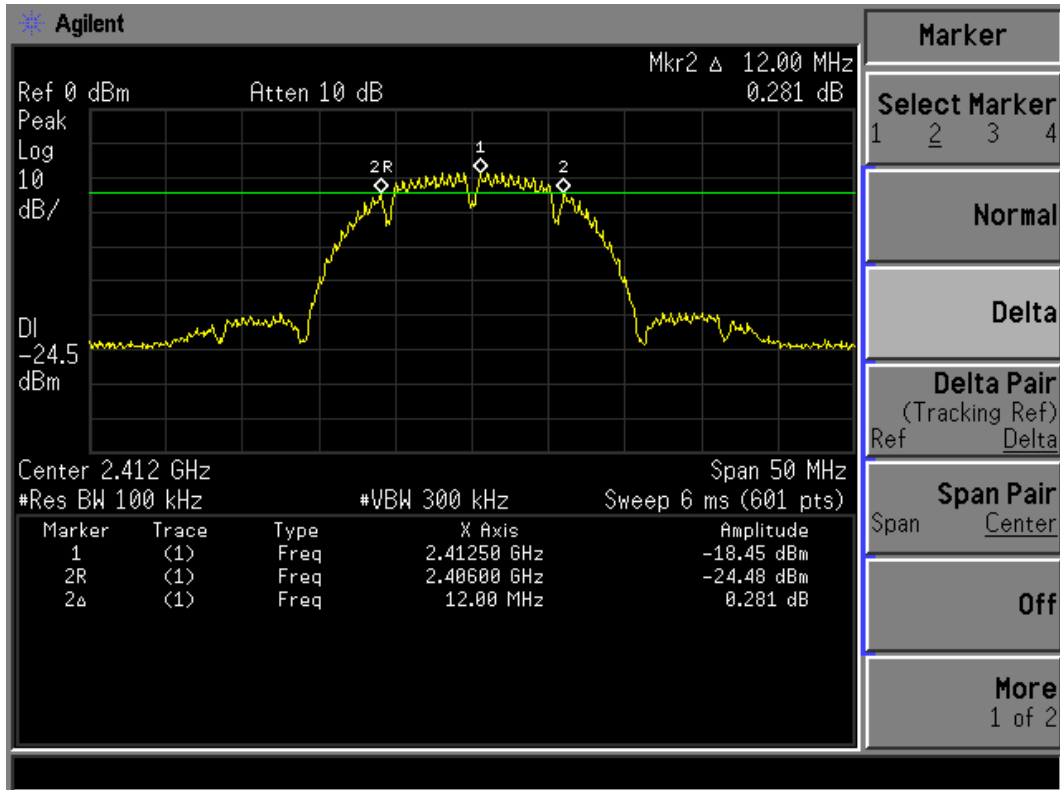 Agilent
Mkr2 Δ 12.00 MHz
Ref 0 dBm Atten 10 dB 0.281 dB
Peak
Log
10
dB/
1
2R
2
DI
-24.5
dBm
Center 2.412 GHz Span 50 MHz
#Res BW 100 kHz #VBW 300 kHz Sweep 6 ms (601 pts)
Marker Trace Type X Axis Amplitude
1 (1) Freq 2.41250 GHz -18.45 dBm
2R (1) Freq 2.40600 GHz -24.48 dBm
2Δ (1) Freq 12.00 MHz 0.281 dB
Marker
Select Marker
1 2 3 4
Normal
Delta
Delta Pair
(Tracking Ref)
Ref Delta
Span Pair
Span Center
Off
More
1 of 2